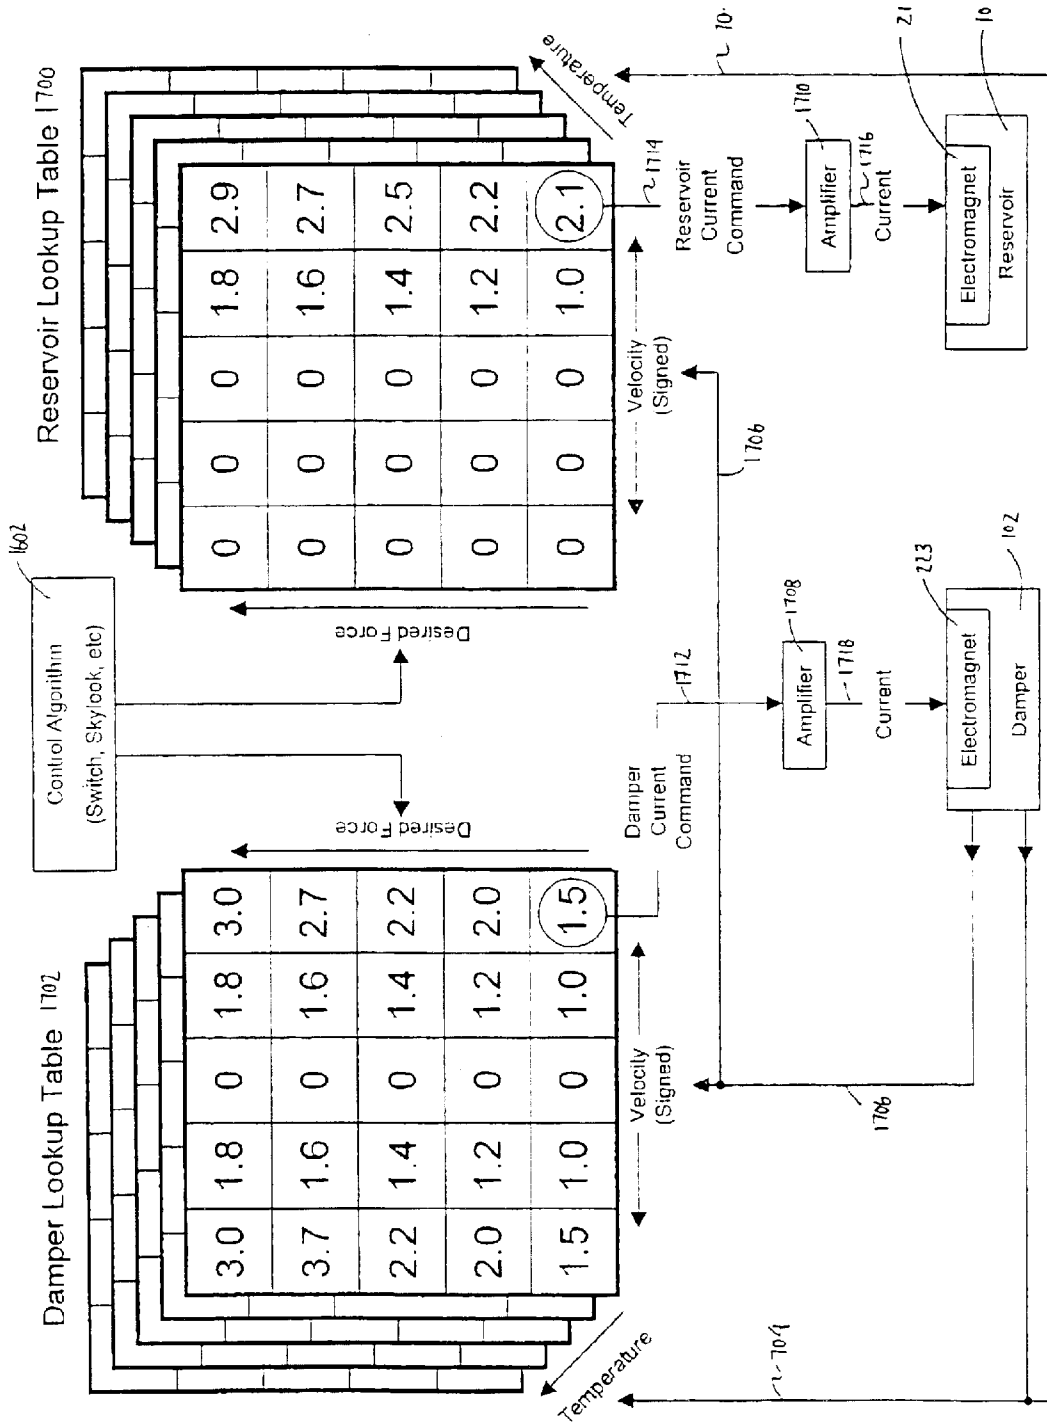 Damper Lookup Table 1702
3.0 1.8 0 1.8 3.0
3.7 1.6 0 1.6 2.7
2.2 1.4 0 1.4 2.2
2.0 1.2 0 1.2 2.0
1.5 1.0 0 1.0 1.5
Temperature
Velocity
(Signed)
Desired Force
Control Algorithm
(Switch, Skylook, etc)
1602
Desired Force
Reservoir Lookup Table 1700
0 0 0 1.8 2.9
0 0 0 1.6 2.7
0 0 0 1.4 2.5
0 0 0 1.2 2.2
0 0 0 1.0 2.1
Velocity
(Signed)
Temperature
Damper
Current
Command
1712
Amplifier
1708
Current
1718
Electromagnet
223
Damper
102
1706
1706
Reservoir
Current
Command
1714
Amplifier
1710
Current
1716
Electromagnet
21
Reservoir
10
70